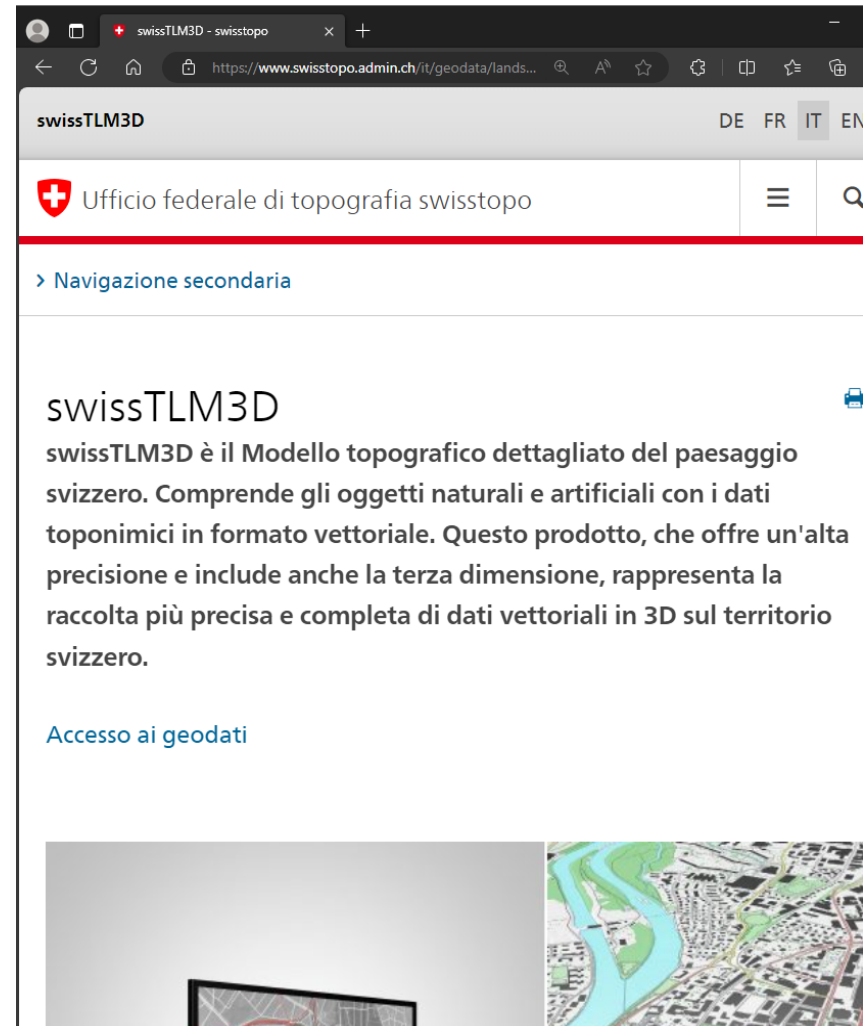 swissTLM3D - swisstopo
https://www.swisstopo.admin.ch/it/geodata/lands...
swissTLM3D
DE FR IT EN
Ufficio federale di topografia swisstopo
Navigazione secondaria
swissTLM3D
swissTLM3D è il Modello topografico dettagliato del paesaggio
svizzero. Comprende gli oggetti naturali e artificiali con i dati
toponimici in formato vettoriale. Questo prodotto, che offre un'alta
precisione e include anche la terza dimensione, rappresenta la
raccolta più precisa e completa di dati vettoriali in 3D sul territorio
svizzero.
Accesso ai geodati